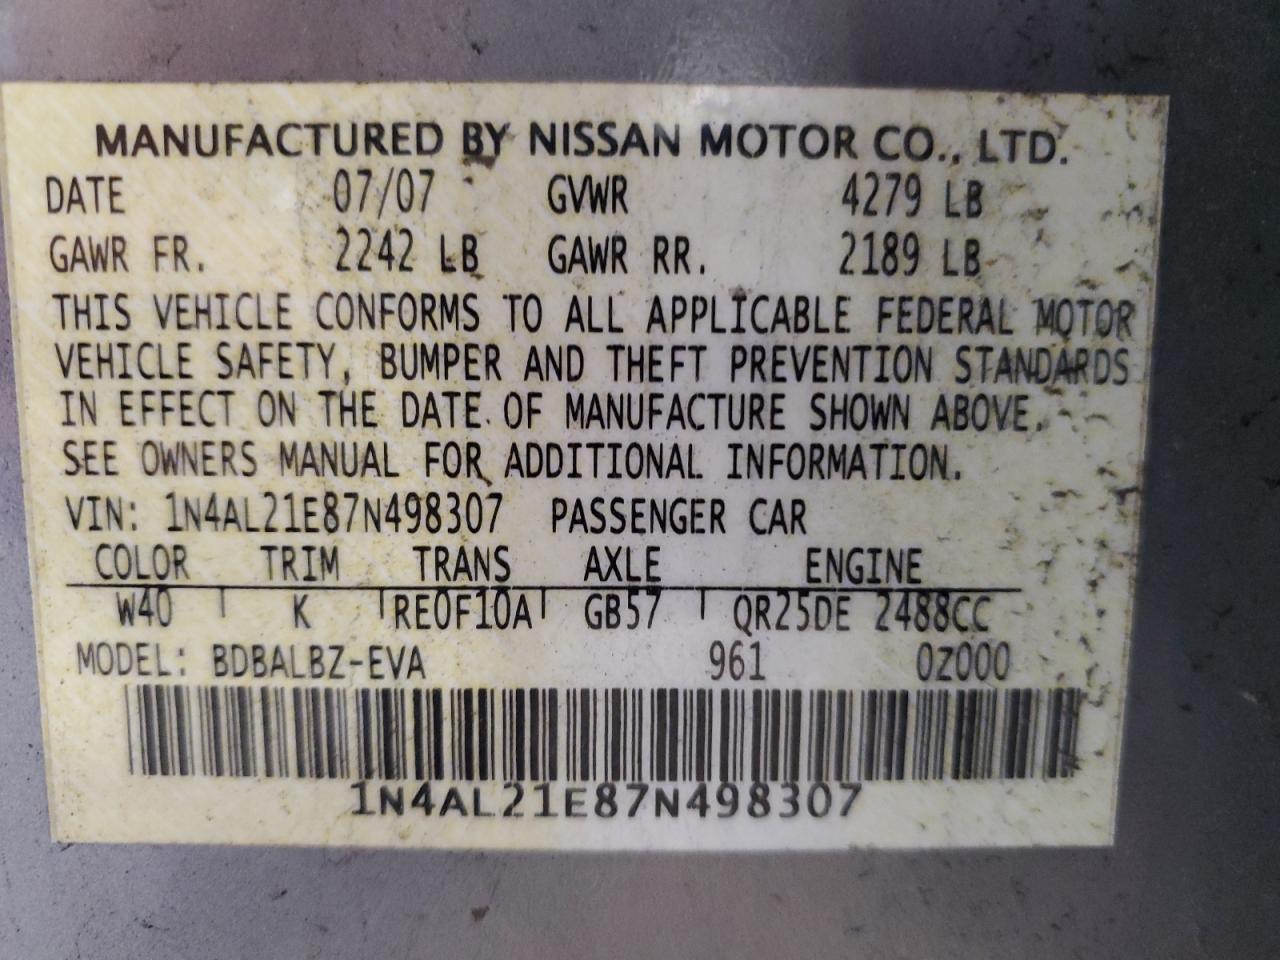 MANUFACTURED BY NISSAN MOTOR CO., LTD.
DATE 07/07 GVWR 4279 LB
GAWR FR. 2242 LB GAWR RR. 2189 LB
THIS VEHICLE CONFORMS TO ALL APPLICABLE FEDERAL MOTOR
VEHICLE SAFETY, BUMPER AND THEFT PREVENTION STANDARDS
IN EFFECT ON THE DATE OF MANUFACTURE SHOWN ABOVE.
SEE OWNERS MANUAL FOR ADDITIONAL INFORMATION.
VIN: 1N4AL21E87N498307 PASSENGER CAR
COLOR TRIM TRANS AXLE ENGINE
W40 K RE0F10A GB57 QR25DE 2488CC
MODEL: BDBALBZ-EVA 961 0Z000
1N4AL21E87N498307